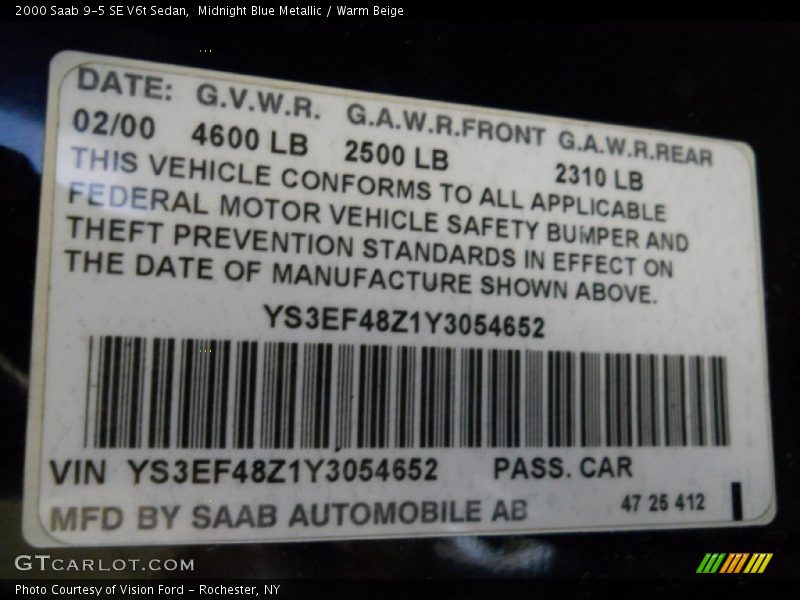 2000 Saab 9-5 SE V6t Sedan,  Midnight Blue Metallic / Warm Beige
DATE: G.V.W.R. G.A.W.R.FRONT G.A.W.R.REAR
02/00 4600 LB 2500 LB 2310 LB
THIS VEHICLE CONFORMS TO ALL APPLICABLE
FEDERAL MOTOR VEHICLE SAFETY BUMPER AND
THEFT PREVENTION STANDARDS IN EFFECT ON
THE DATE OF MANUFACTURE SHOWN ABOVE.
YS3EF48Z1Y3054652
VIN YS3EF48Z1Y3054652 PASS. CAR
MFD BY SAAB AUTOMOBILE AB 47 25 412
GTCARLOT.COM
Photo Courtesy of Vision Ford - Rochester, NY